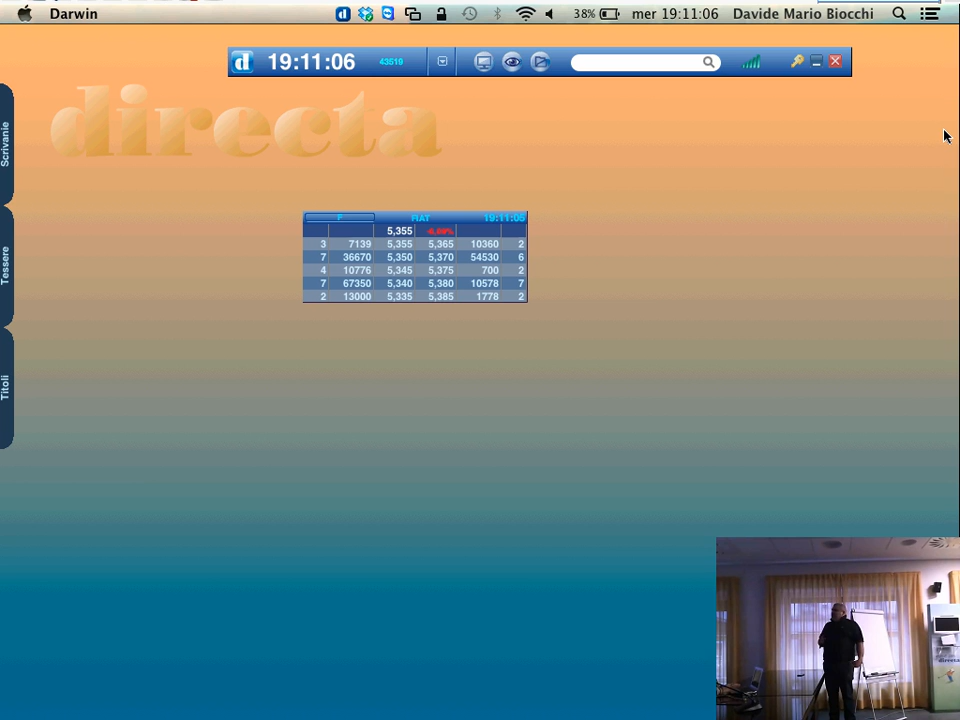 Darwin 38% mer 19:11:06 Davide Mario Biocchi
d 19:11:06 43519
directa
Scrivanie
Tessere
Titoli
F FIAT 19:11:05
5,355
3 7139 5,355 5,365 10360 2
7 36670 5,350 5,370 54530 6
4 10776 5,345 5,375 700 2
7 67350 5,340 5,380 10578 7
2 13000 5,335 5,385 1778 2
directa